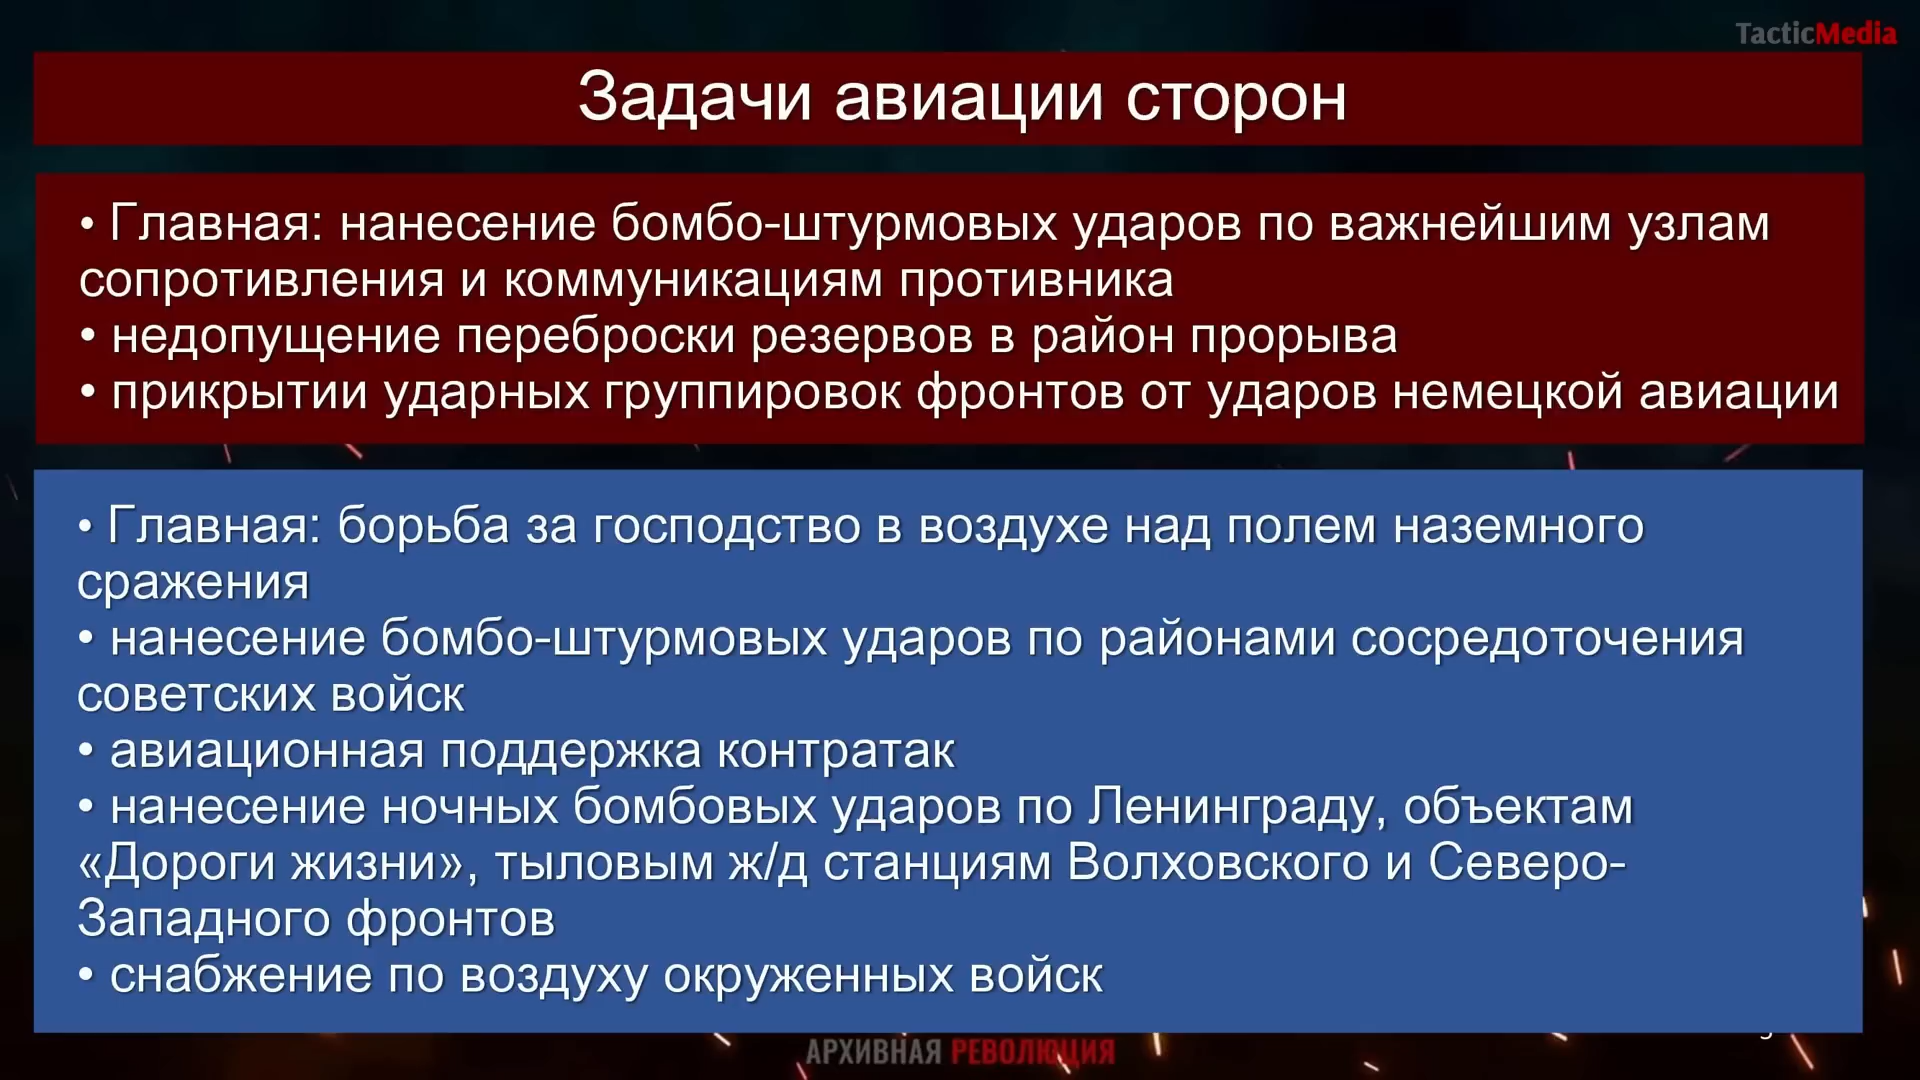 TacticMedia
Задачи авиации сторон
• Главная: нанесение бомбо-штурмовых ударов по важнейшим узлам
сопротивления и коммуникациям противника
• недопущение переброски резервов в район прорыва
• прикрытии ударных группировок фронтов от ударов немецкой авиации
• Главная: борьба за господство в воздухе над полем наземного
сражения
• нанесение бомбо-штурмовых ударов по районами сосредоточения
советских войск
• авиационная поддержка контратак
• нанесение ночных бомбовых ударов по Ленинграду, объектам
«Дороги жизни», тыловым ж/д станциям Волховского и Северо-
Западного фронтов
• снабжение по воздуху окруженных войск
АРХИВНАЯ РЕВОЛЮЦИЯ